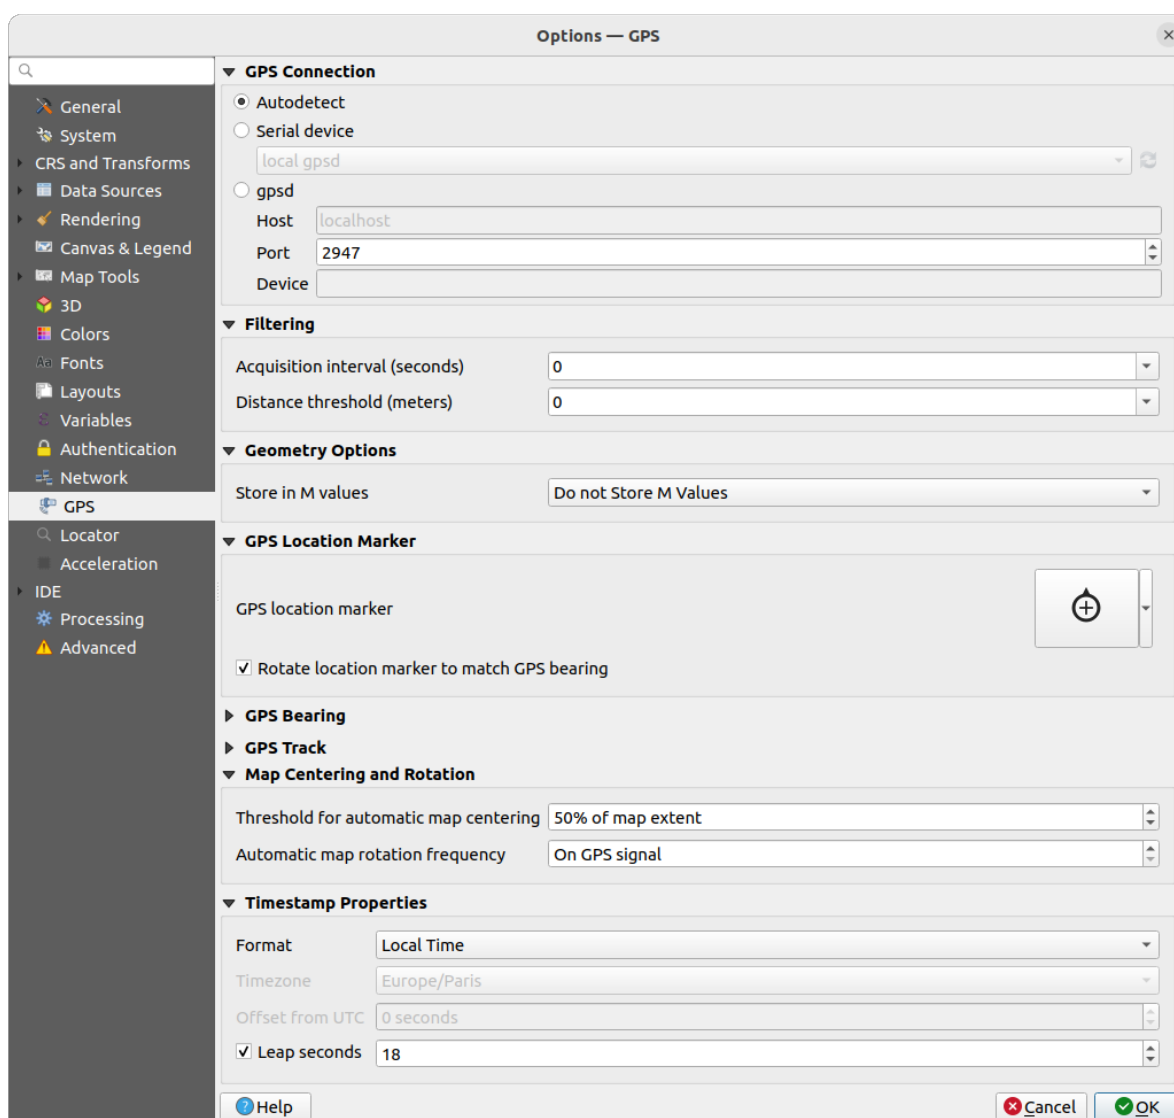 Options — GPS
General
System
CRS and Transforms
Data Sources
Rendering
Canvas & Legend
Map Tools
3D
Colors
Aa Fonts
Layouts
ε Variables
Authentication
Network
GPS
Locator
Acceleration
IDE
Processing
Advanced
GPS Connection
Autodetect
Serial device
local gpsd
gpsd
Host localhost
Port 2947
Device
Filtering
Acquisition interval (seconds) 0
Distance threshold (meters) 0
Geometry Options
Store in M values Do not Store M Values
GPS Location Marker
GPS location marker
Rotate location marker to match GPS bearing
GPS Bearing
GPS Track
Map Centering and Rotation
Threshold for automatic map centering 50% of map extent
Automatic map rotation frequency On GPS signal
Timestamp Properties
Format Local Time
Timezone Europe/Paris
Offset from UTC 0 seconds
Leap seconds 18
Help Cancel OK